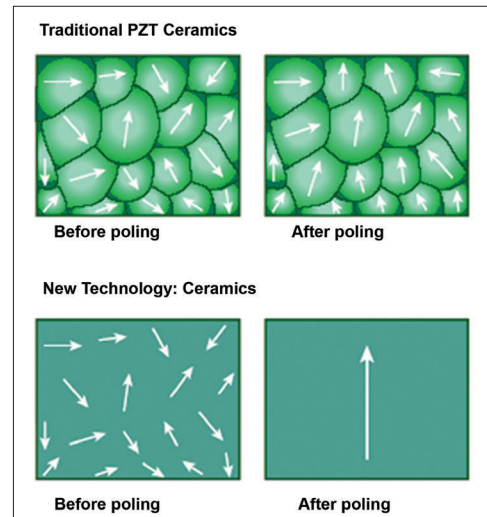 Traditional PZT Ceramics
Before poling
After poling
New Technology: Ceramics
Before poling
After poling